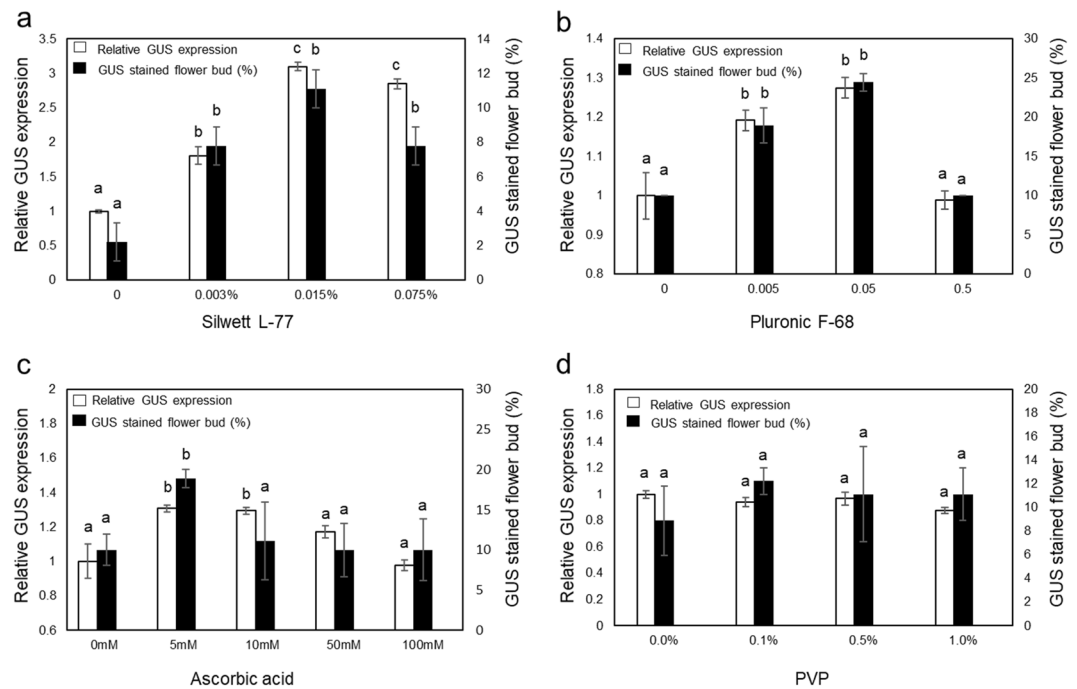 a
Relative GUS expression
3.5
3
2.5
2
1.5
1
0.5
0
Relative GUS expression
GUS stained flower bud (%)
a a b b c b c b
14
12
10
8
6
4
2
0
GUS stained flower bud (%)
0 0.003% 0.015% 0.075%
Silwett L-77
b
Relative GUS expression
1.4
1.3
1.2
1.1
1
0.9
0.8
Relative GUS expression
GUS stained flower bud (%)
a a b b b b a a
30
25
20
15
10
5
0
GUS stained flower bud (%)
0 0.005 0.05 0.5
Pluronic F-68
c
Relative GUS expression
2
1.8
1.6
1.4
1.2
1
0.8
0.6
Relative GUS expression
GUS stained flower bud (%)
a a b b b a a a a a
30
25
20
15
10
5
0
GUS stained flower bud (%)
0mM 5mM 10mM 50mM 100mM
Ascorbic acid
d
Relative GUS expression
1.8
1.6
1.4
1.2
1
0.8
0.6
0.4
0.2
0
Relative GUS expression
GUS stained flower bud (%)
a a a a a a a a
20
18
16
14
12
10
8
6
4
2
0
GUS stained flower bud (%)
0.0% 0.1% 0.5% 1.0%
PVP